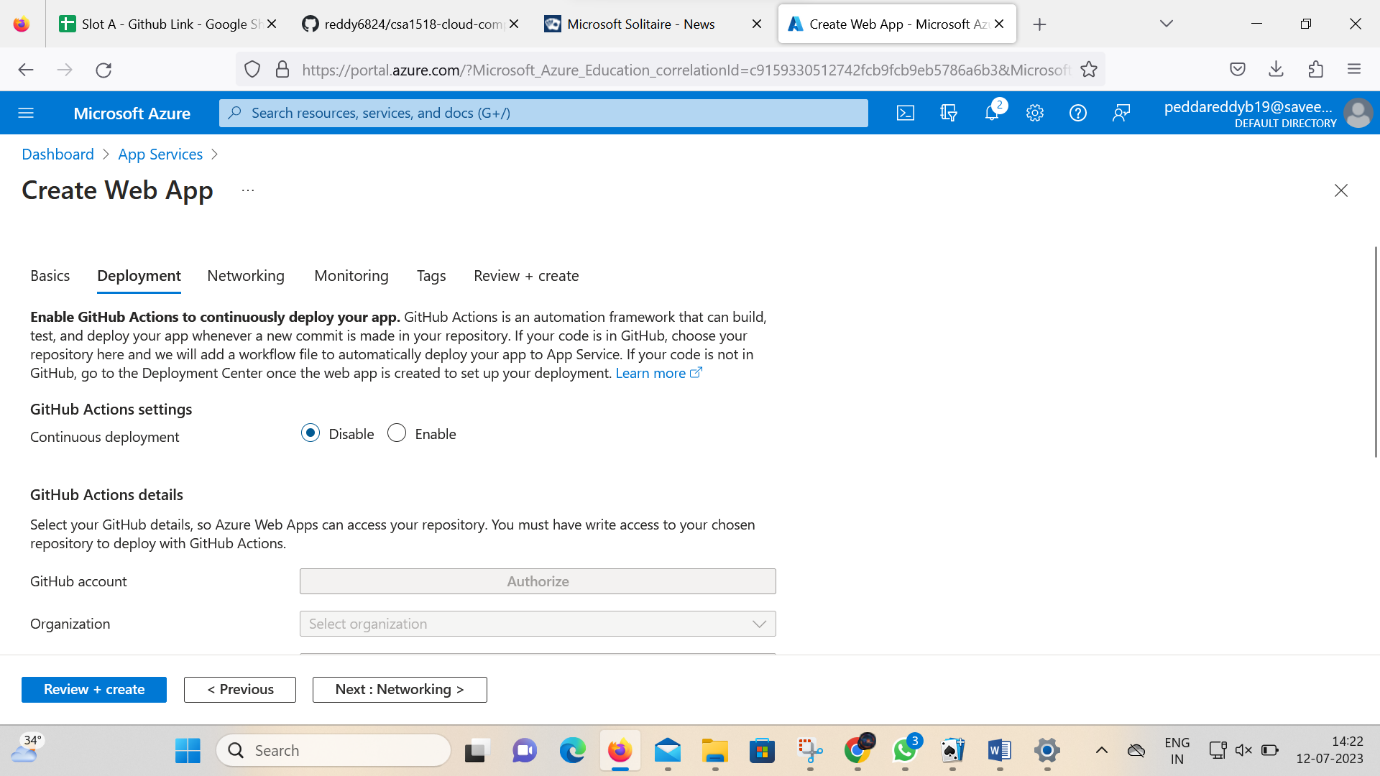 Slot A - Github Link - Google Sh
reddy6824/csa1518-cloud-com
Microsoft Solitaire - News
Create Web App - Microsoft Az
https://portal.azure.com/?Microsoft_Azure_Education_correlationId=c9159330512742fcb9fcb9eb5786a6b3&Microsoft
Microsoft Azure
Search resources, services, and docs (G+/)
2
peddareddyb19@savee...
DEFAULT DIRECTORY
Dashboard > App Services >
Create Web App ...
Basics Deployment Networking Monitoring Tags Review + create
Enable GitHub Actions to continuously deploy your app. GitHub Actions is an automation framework that can build,
test, and deploy your app whenever a new commit is made in your repository. If your code is in GitHub, choose your
repository here and we will add a workflow file to automatically deploy your app to App Service. If your code is not in
GitHub, go to the Deployment Center once the web app is created to set up your deployment. Learn more
GitHub Actions settings
Continuous deployment Disable Enable
GitHub Actions details
Select your GitHub details, so Azure Web Apps can access your repository. You must have write access to your chosen
repository to deploy with GitHub Actions.
GitHub account Authorize
Organization Select organization
Review + create < Previous Next : Networking >
34°
Search
3
ENG
IN
14:22
12-07-2023